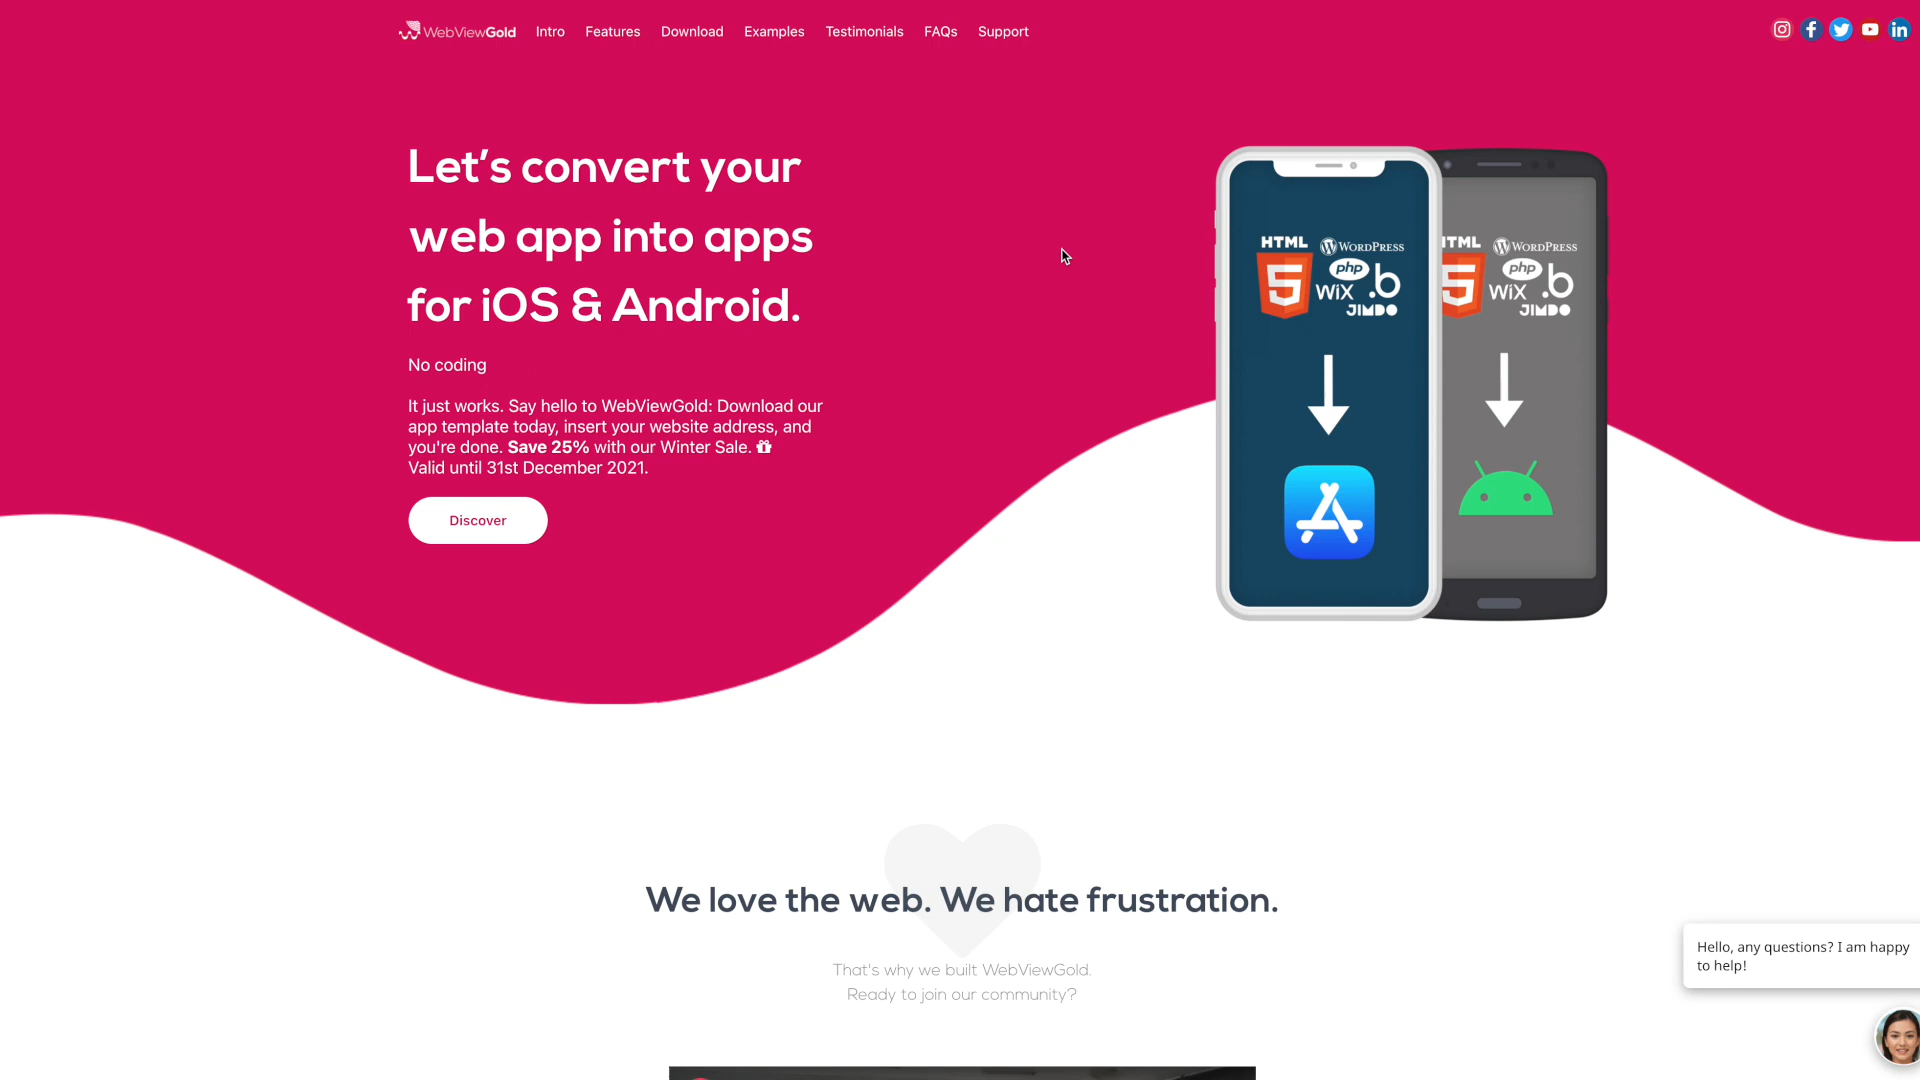 WebViewGold Intro Features Download Examples Testimonials FAQs Support
Let's convert your
web app into apps
for iOS & Android.
No coding
It just works. Say hello to WebViewGold: Download our
app template today, insert your website address, and
you're done. Save 25% with our Winter Sale.
Valid until 31st December 2021.
Discover
HTML
5
WORDPRESS
php
WiX .b
JIMDO
HTML
5
WORDPRESS
php
WiX .b
JIMDO
We love the web. We hate frustration.
That's why we built WebViewGold.
Ready to join our community?
Hello, any questions? I am happy
to help!